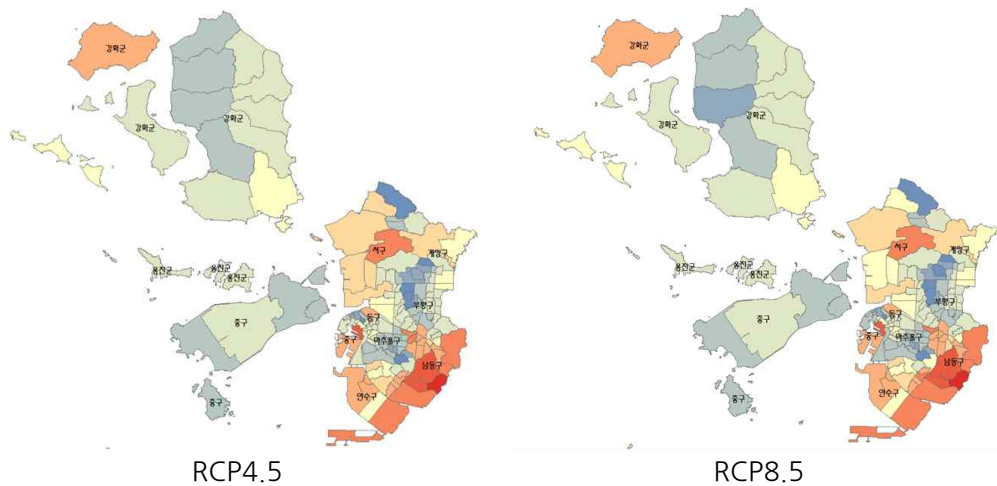 강화군
강화군
강화군
서구
계양구
옹진군
옹진군
옹진군
부평구
중구
동구
중구
미추홀구
남동구
연수구
중구
RCP4.5
강화군
강화군
강화군
서구
계양구
옹진군
옹진군
옹진군
부평구
중구
동구
중구
미추홀구
남동구
연수구
중구
RCP8.5